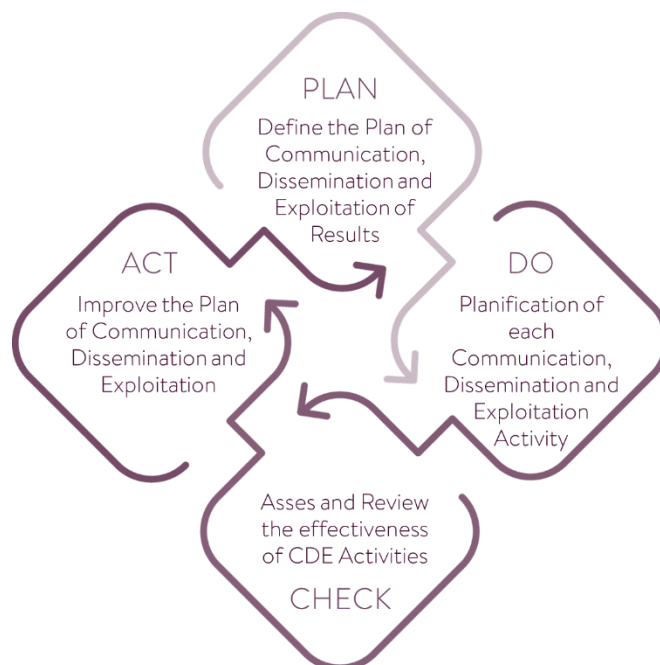 PLAN
Define the Plan of
Communication,
Dissemination and
Exploitation of
Results
ACT
Improve the Plan
of Communication,
Dissemination and
Exploitation
DO
Planification of
each
Communication,
Dissemination and
Exploitation
Activity
Asses and Review
the effectiveness
of CDE Activities
CHECK